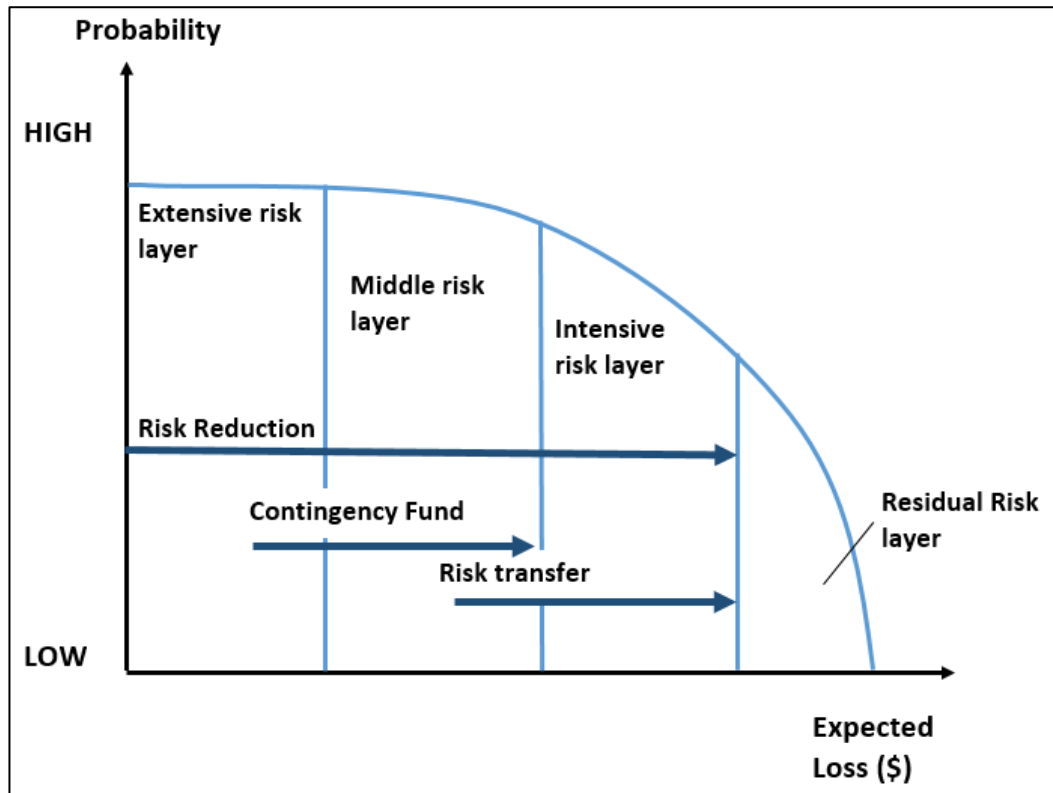 Probability
HIGH
Extensive risk
layer
Middle risk
layer
Intensive
risk layer
Risk Reduction
Contingency Fund
Residual Risk
layer
Risk transfer
LOW
Expected
Loss ($)